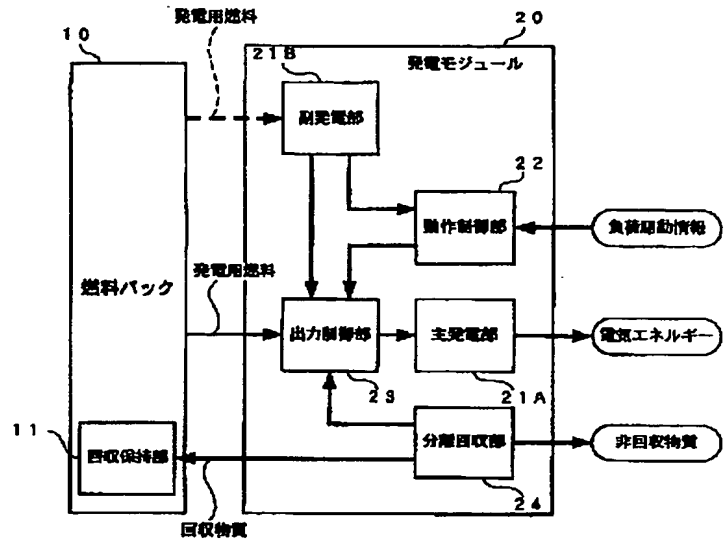 発電用燃料
10
20
21B
発電モジュール
副発電部
22
動作制御部
負荷駆動情報
発電用燃料
燃料パック
出力制御部
主発電部
電気エネルギー
23
21A
11
回収保持部
分離回収部
非回収物質
24
回収物質